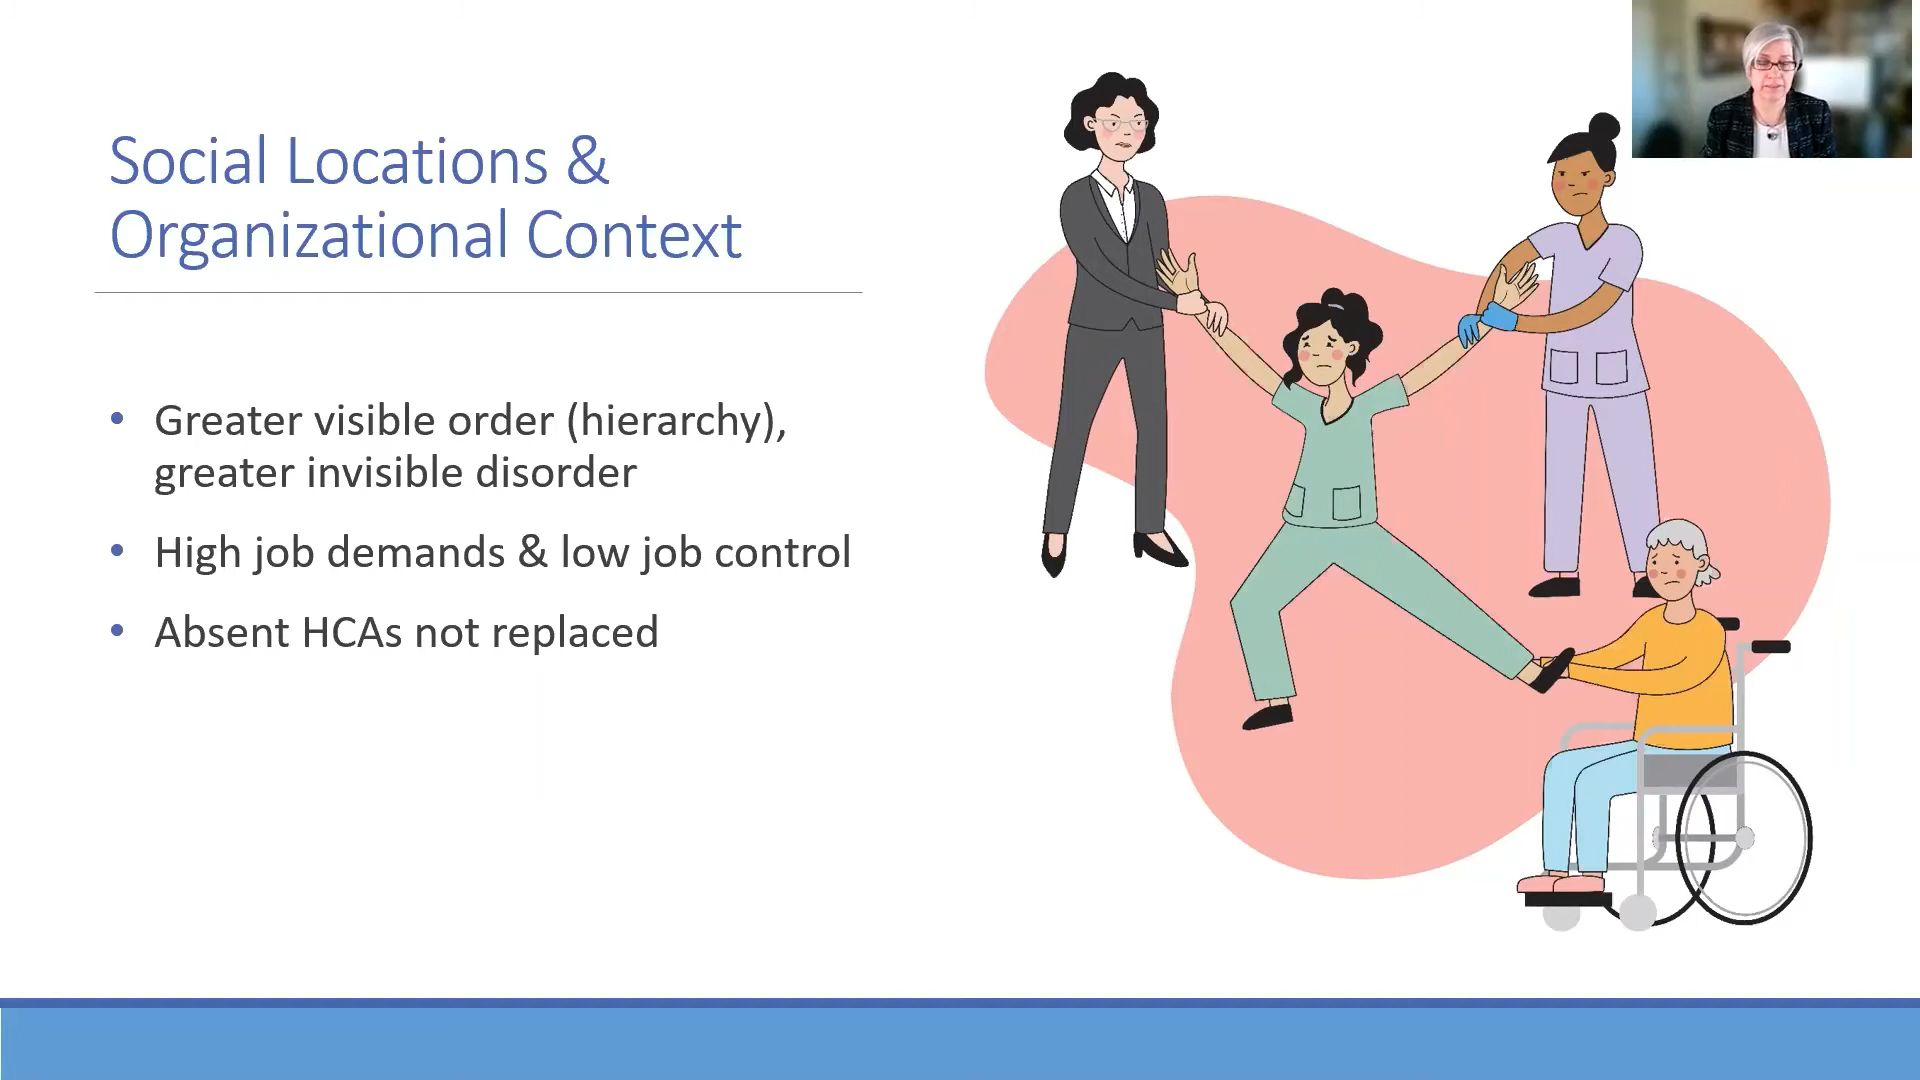 Social Locations &
Organizational Context
• Greater visible order (hierarchy),
greater invisible disorder
• High job demands & low job control
• Absent HCAs not replaced